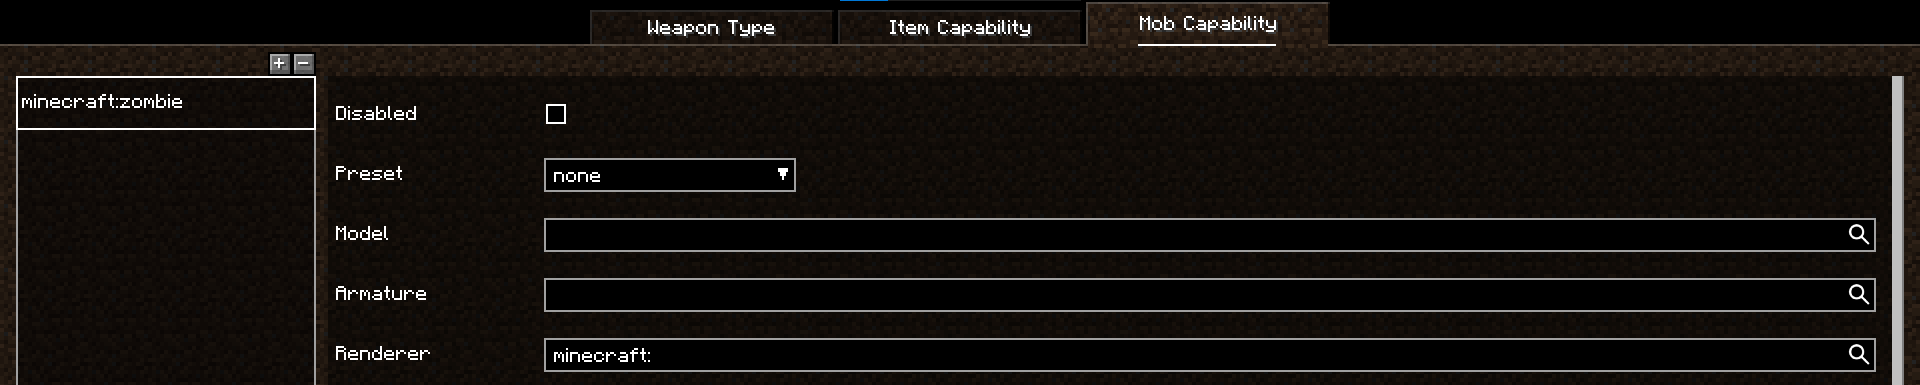 Weapon Type
Item Capability
Mob Capability
+ −
minecraft:zombie
Disabled
Preset
none
Model
Armature
Renderer
minecraft: